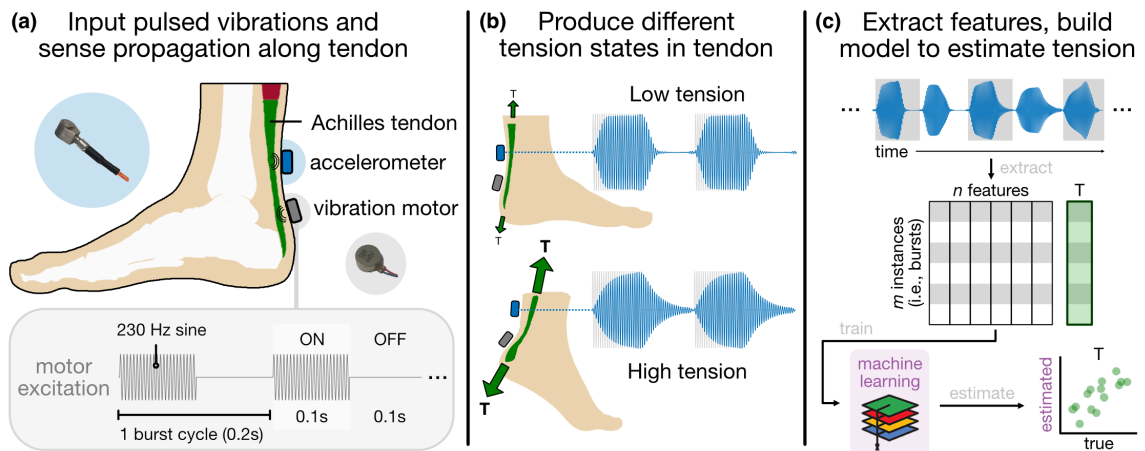 (a) Input pulsed vibrations and
sense propagation along tendon
Achilles tendon
accelerometer
vibration motor
230 Hz sine
ON
OFF
motor
excitation
...
0.1s
0.1s
1 burst cycle (0.2s)
(b) Produce different
tension states in tendon
T
Low tension
T
T
High tension
T
(c) Extract features, build
model to estimate tension
...
...
time
extract
n features
T
m instances
(i.e., bursts)
train
machine
learning
estimate
T
estimated
true